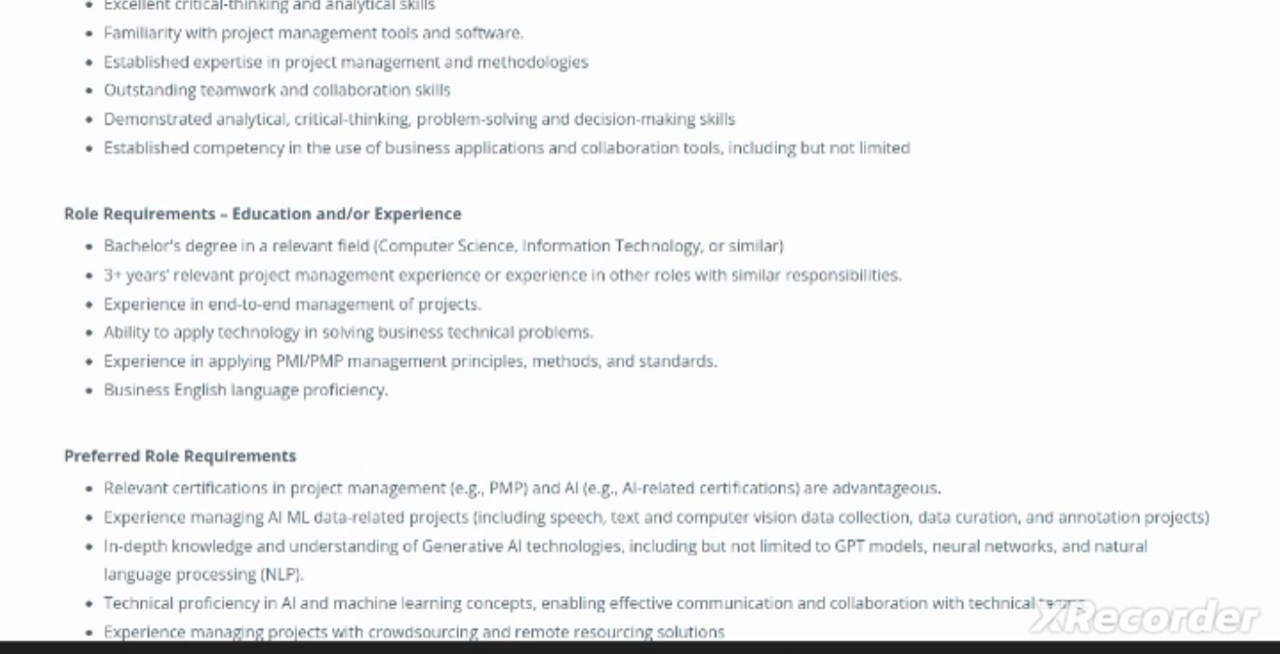 Excellent critical-thinking and analytical skills
Familiarity with project management tools and software.
Established expertise in project management and methodologies
Outstanding teamwork and collaboration skills
Demonstrated analytical, critical-thinking, problem-solving and decision-making skills
Established competency in the use of business applications and collaboration tools, including but not limited
Role Requirements – Education and/or Experience
Bachelor's degree in a relevant field (Computer Science, Information Technology, or similar)
3+ years' relevant project management experience or experience in other roles with similar responsibilities.
Experience in end-to-end management of projects.
Ability to apply technology in solving business technical problems.
Experience in applying PMI/PMP management principles, methods, and standards.
Business English language proficiency.
Preferred Role Requirements
Relevant certifications in project management (e.g., PMP) and AI (e.g., AI-related certifications) are advantageous.
Experience managing AI ML data-related projects (including speech, text and computer vision data collection, data curation, and annotation projects)
In-depth knowledge and understanding of Generative AI technologies, including but not limited to GPT models, neural networks, and natural
language processing (NLP).
Technical proficiency in AI and machine learning concepts, enabling effective communication and collaboration with technical
Experience managing projects with crowdsourcing and remote resourcing solutions
XRecorder